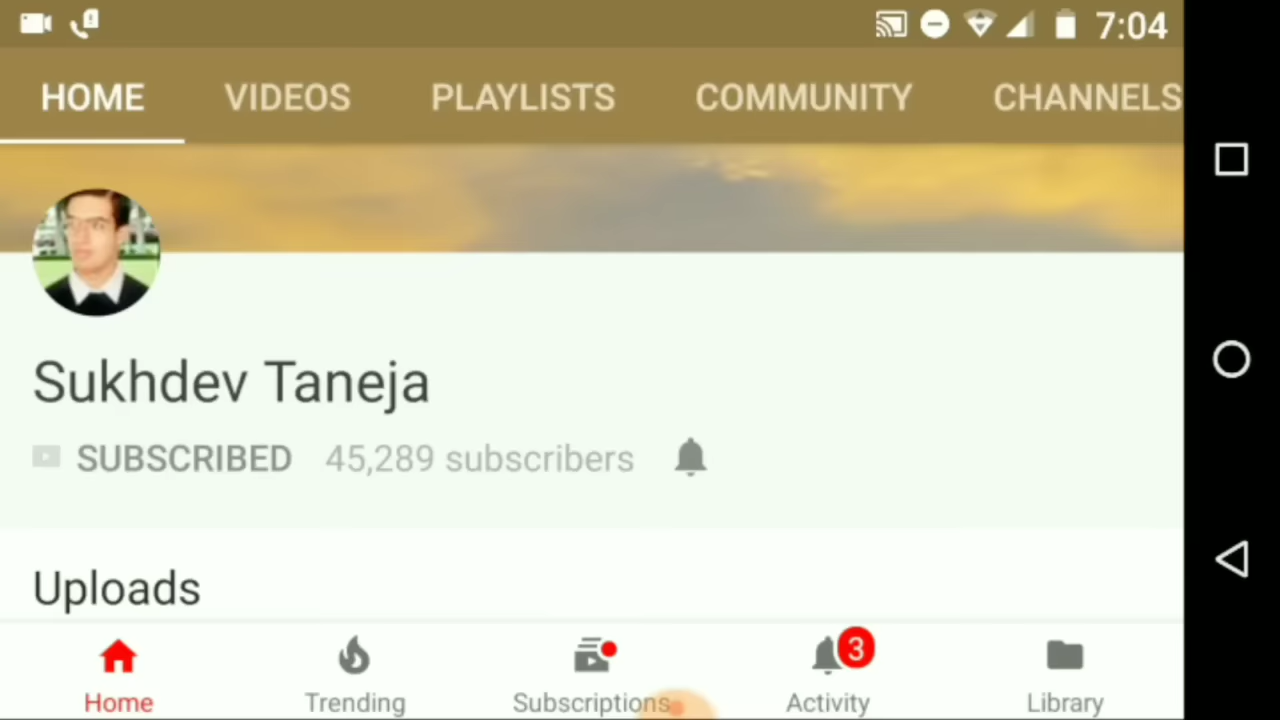 7:04
HOME VIDEOS PLAYLISTS COMMUNITY CHANNELS
Sukhdev Taneja
SUBSCRIBED 45,289 subscribers
Uploads
3
Home Trending Subscriptions Activity Library